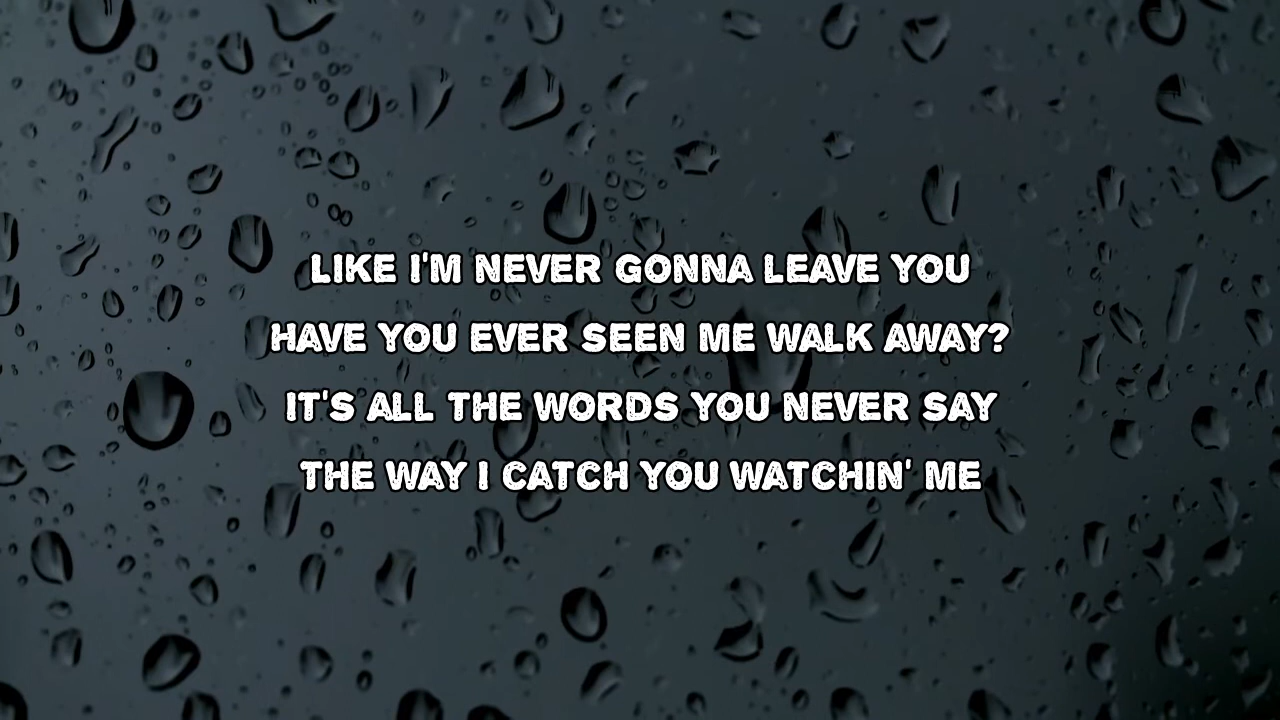 LIKE I'M NEVER GONNA LEAVE YOU
HAVE YOU EVER SEEN ME WALK AWAY?
IT'S ALL THE WORDS YOU NEVER SAY
THE WAY I CATCH YOU WATCHIN' ME